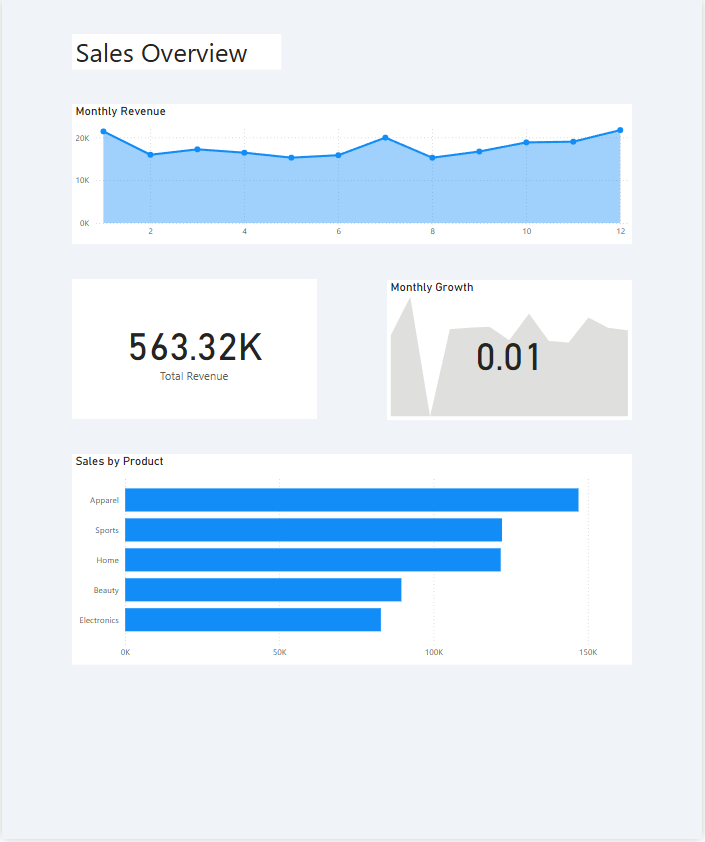 Sales Overview
Monthly Revenue
20K
10K
0K
2 4 6 8 10 12
563.32K
Total Revenue
Monthly Growth
0.01
Sales by Product
Apparel
Sports
Home
Beauty
Electronics
0K 50K 100K 150K